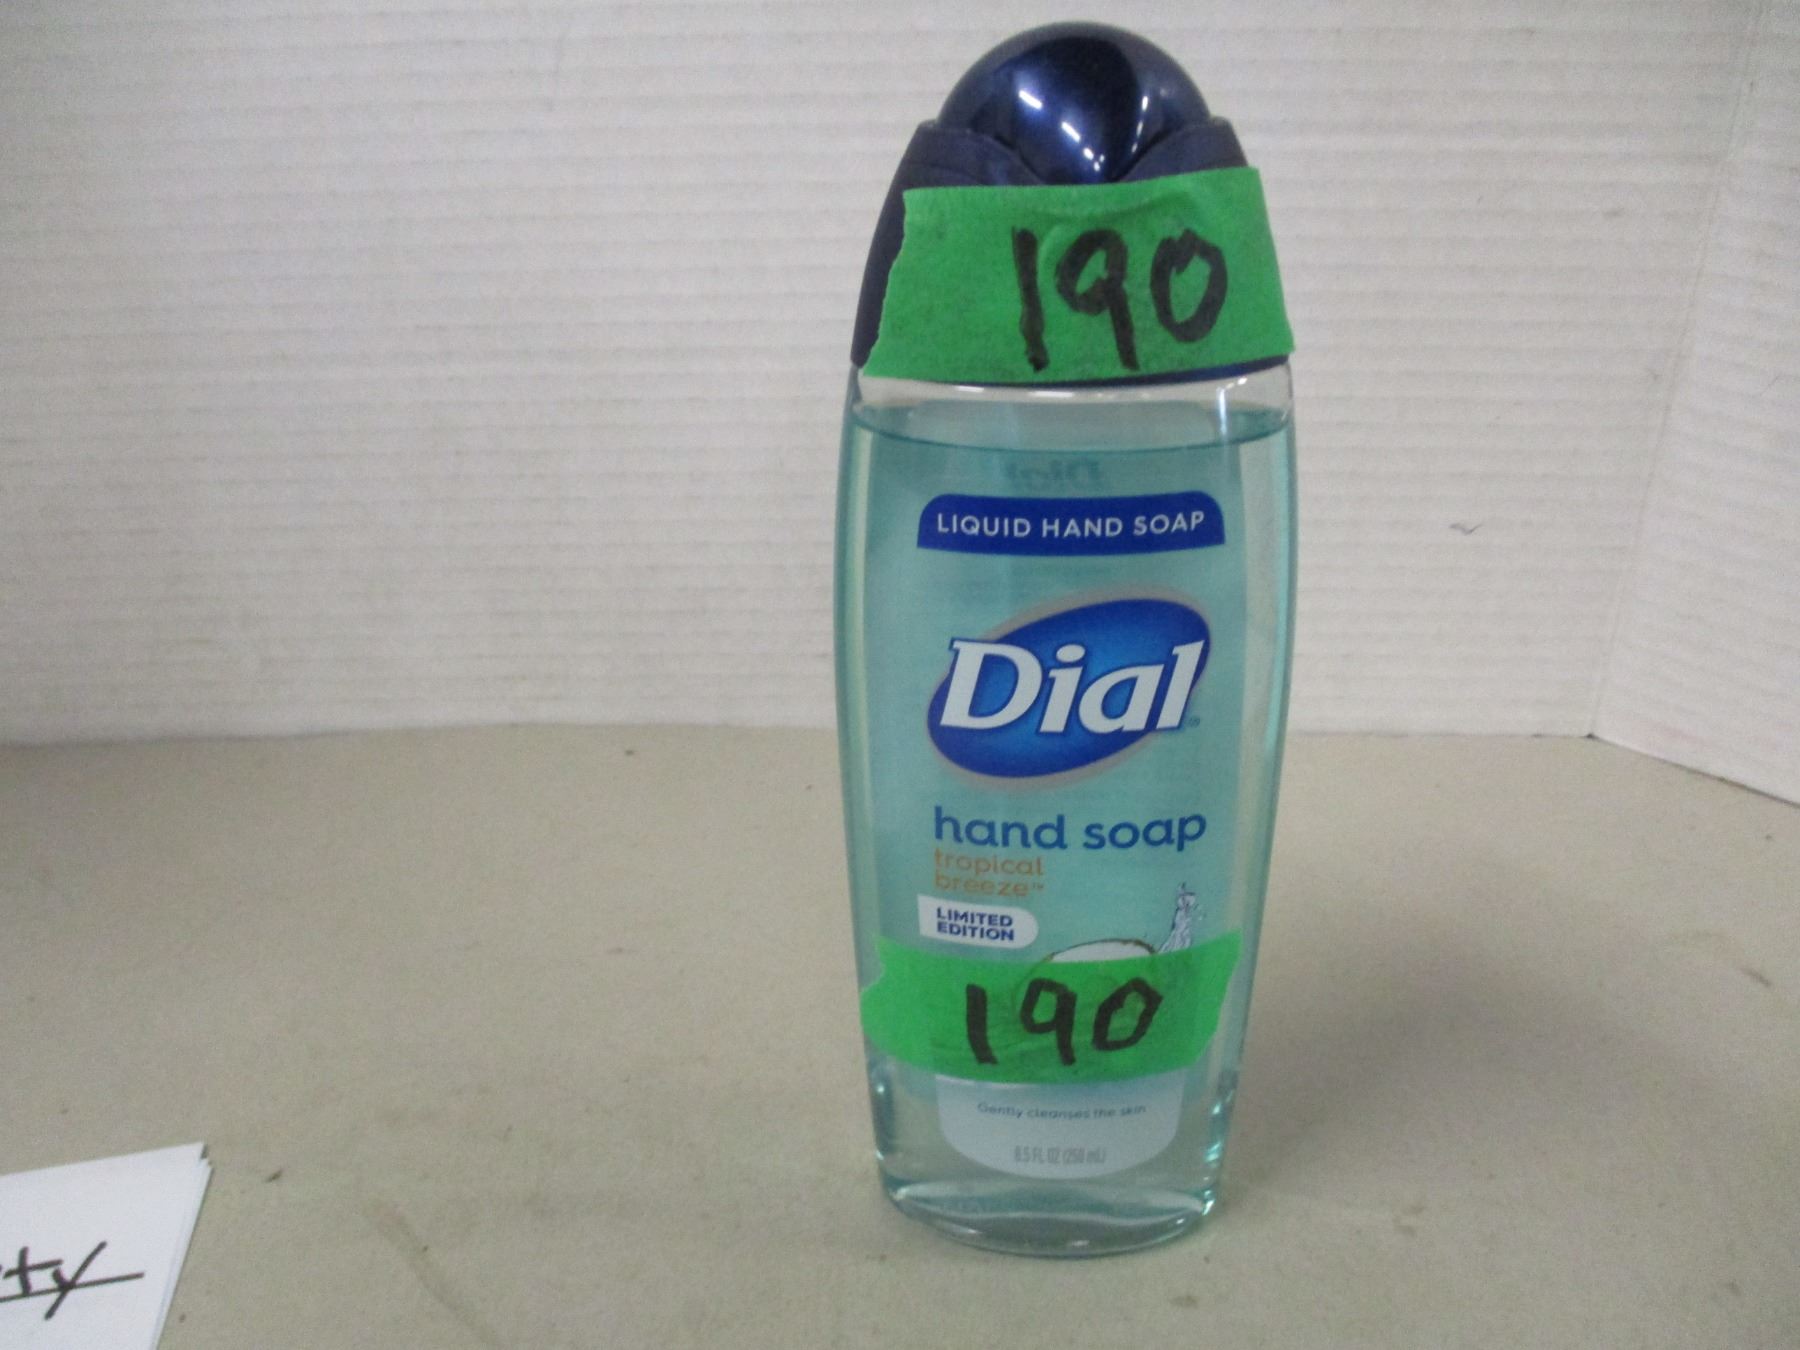 190
LIQUID HAND SOAP
Dial
hand soap
tropical
breeze™
LIMITED
EDITION
190
Gently cleanses the skin
8.5 FL OZ (250 mL)
ty